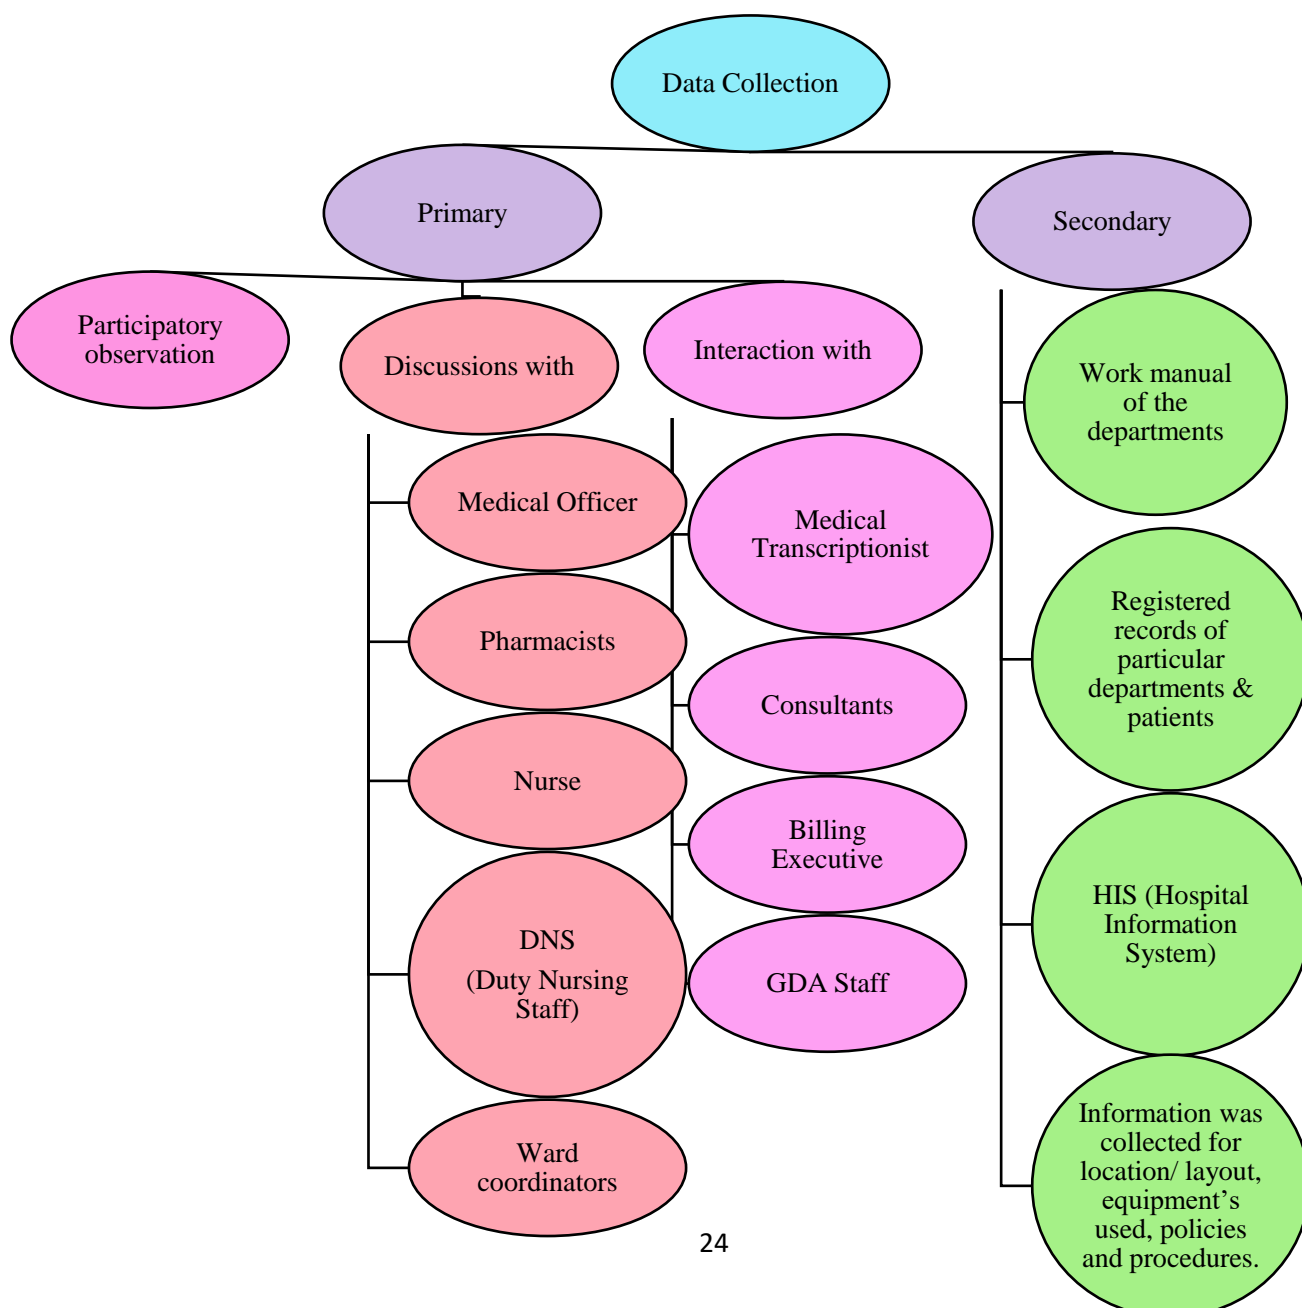 Data Collection
Primary
Secondary
Participatory
observation
Discussions with
Interaction with
Medical Officer
Pharmacists
Nurse
DNS
(Duty Nursing
Staff)
Ward
coordinators
Medical
Transcriptionist
Consultants
Billing
Executive
GDA Staff
Work manual
of the
departments
Registered
records of
particular
departments &
patients
HIS (Hospital
Information
System)
Information was
collected for
location/ layout,
equipment’s
used, policies
and procedures.
24